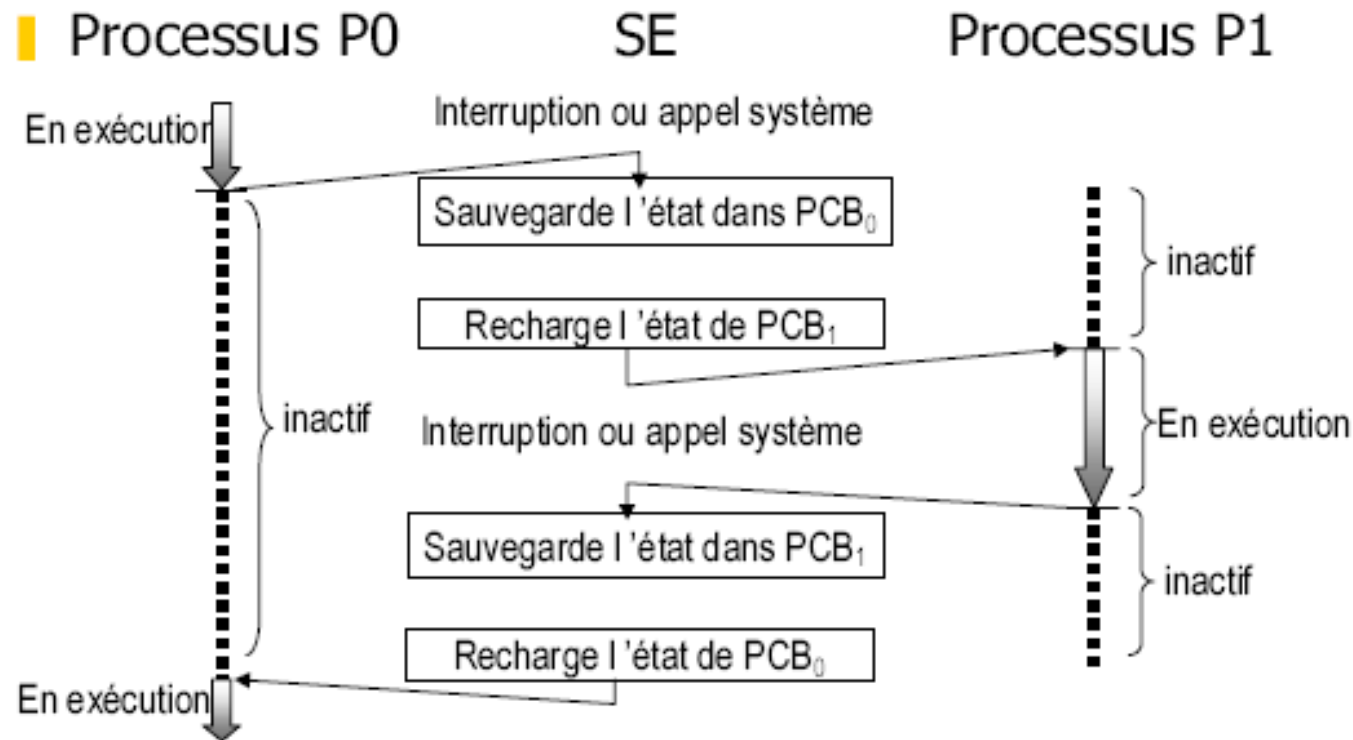 Processus P0 SE Processus P1
Interruption ou appel système
En exécution
Sauvegarde l 'état dans PCB₀
inactif
Recharge l 'état de PCB₁
inactif
Interruption ou appel système
En exécution
Sauvegarde l 'état dans PCB₁
inactif
Recharge l 'état de PCB₀
En exécution